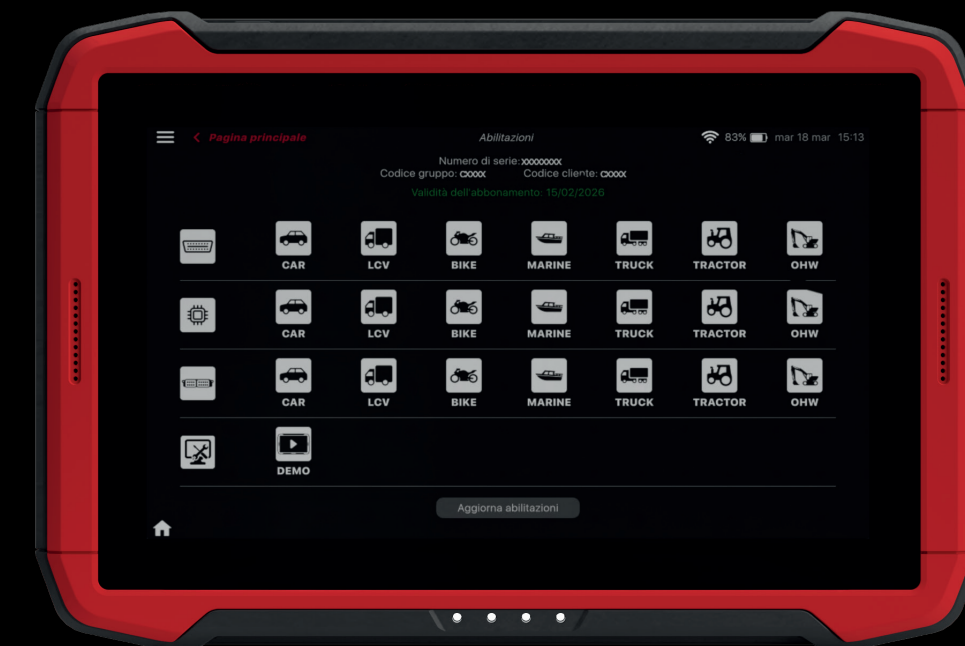 Pagina principale
Abilitazioni
83%
mar 18 mar 15:13
Numero di serie: xxxxxxxx
Codice gruppo: cxxxx Codice cliente: cxxxx
Validità dell'abbonamento: 15/02/2026
CAR LCV BIKE MARINE TRUCK TRACTOR OHW
CAR LCV BIKE MARINE TRUCK TRACTOR OHW
CAR LCV BIKE MARINE TRUCK TRACTOR OHW
DEMO
Aggiorna abilitazioni